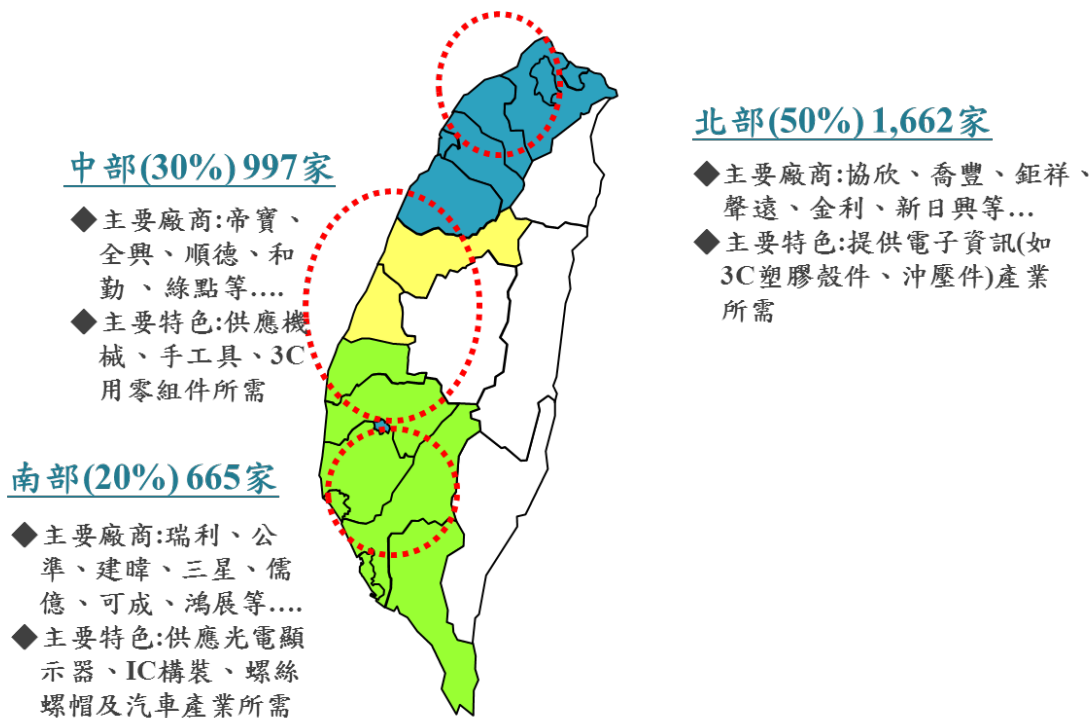 北部(50%) 1,662家
◆主要廠商:協欣、喬豐、鉅祥、
聲遠、金利、新日興等…
◆主要特色:提供電子資訊(如
3C塑膠殼件、沖壓件)產業
所需
中部(30%) 997家
◆主要廠商:帝寶、
全興、順德、和
勤、綠點等….
◆主要特色:供應機
械、手工具、3C
用零組件所需
南部(20%) 665家
◆主要廠商:瑞利、公
準、建暐、三星、儒
億、可成、鴻展等….
◆主要特色:供應光電顯
示器、IC構裝、螺絲
螺帽及汽車產業所需